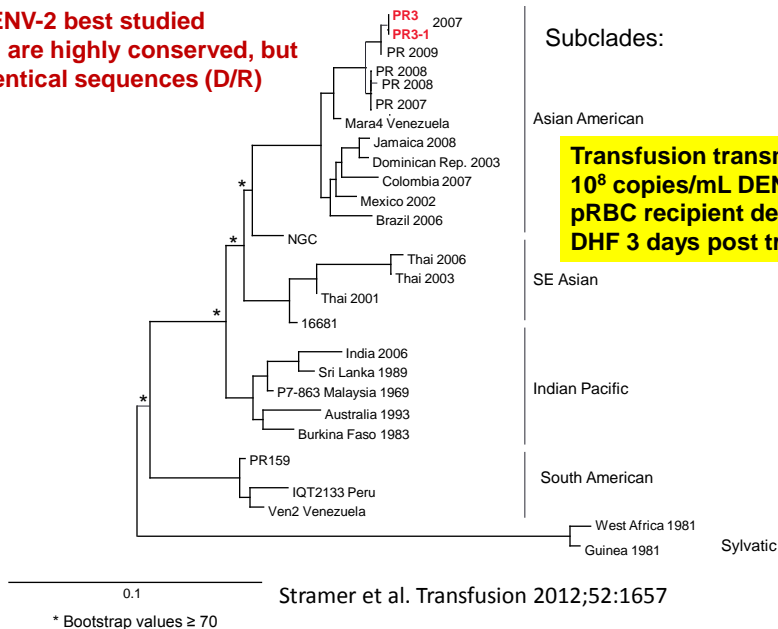 ENV-2 best studied
are highly conserved, but
entical sequences (D/R)
PR3
2007
PR3-1
PR 2009
PR 2008
PR 2008
PR 2007
Mara4 Venezuela
Jamaica 2008
Dominican Rep. 2003
Colombia 2007
Mexico 2002
Brazil 2006
NGC
Thai 2006
Thai 2003
Thai 2001
16681
India 2006
Sri Lanka 1989
P7-863 Malaysia 1969
Australia 1993
Burkina Faso 1983
PR159
IQT2133 Peru
Ven2 Venezuela
West Africa 1981
Guinea 1981
Subclades:
Asian American
Transfusion transm
10⁸ copies/mL DEN
pRBC recipient de
DHF 3 days post tr
SE Asian
Indian Pacific
South American
Sylvatic
*
*
*
*
0.1
* Bootstrap values ≥ 70
Stramer et al. Transfusion 2012;52:1657